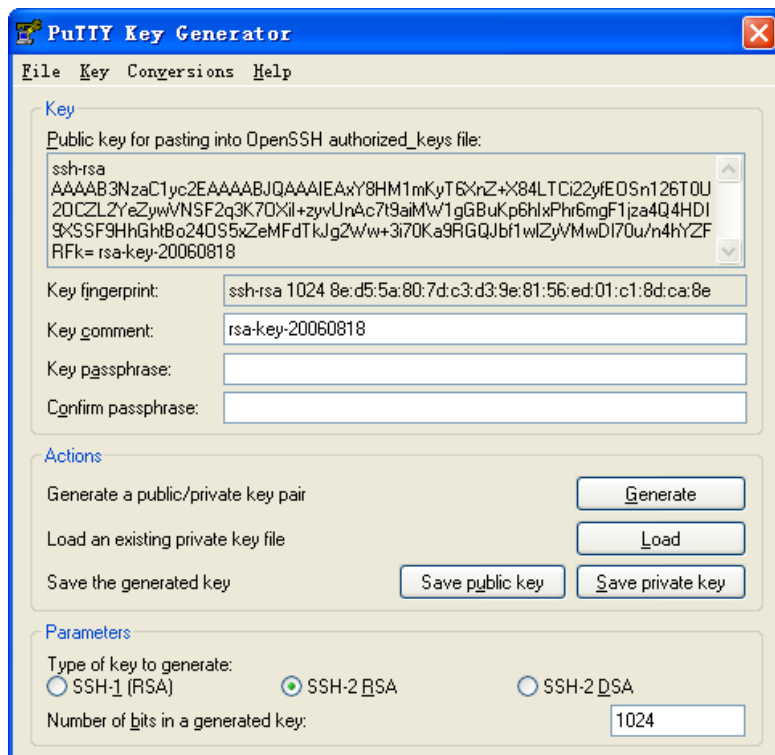 PuTTY Key Generator
File Key Conversions Help
Key
Public key for pasting into OpenSSH authorized_keys file:
ssh-rsa
AAAAB3NzaC1yc2EAAAABJQAAAIEAxY8HM1mKyT6XnZ+X84LTCi22yfEOSn126T0U
2OCZL2YeZywVNSF2q3K7OXiI+zyvUnAc7t9aiMW1gGBuKp6hIxPhr6mgF1jza4Q4HDI
9XSSF9HhGhtBo24OS5xZeMFdTkJg2Ww+3i70Ka9RGQJbf1wIZyVMwDI70u/n4hYZF
RFk= rsa-key-20060818
Key fingerprint: ssh-rsa 1024 8e:d5:5a:80:7d:c3:d3:9e:81:56:ed:01:c1:8d:ca:8e
Key comment: rsa-key-20060818
Key passphrase:
Confirm passphrase:
Actions
Generate a public/private key pair Generate
Load an existing private key file Load
Save the generated key Save public key Save private key
Parameters
Type of key to generate:
SSH-1 (RSA) SSH-2 RSA SSH-2 DSA
Number of bits in a generated key: 1024